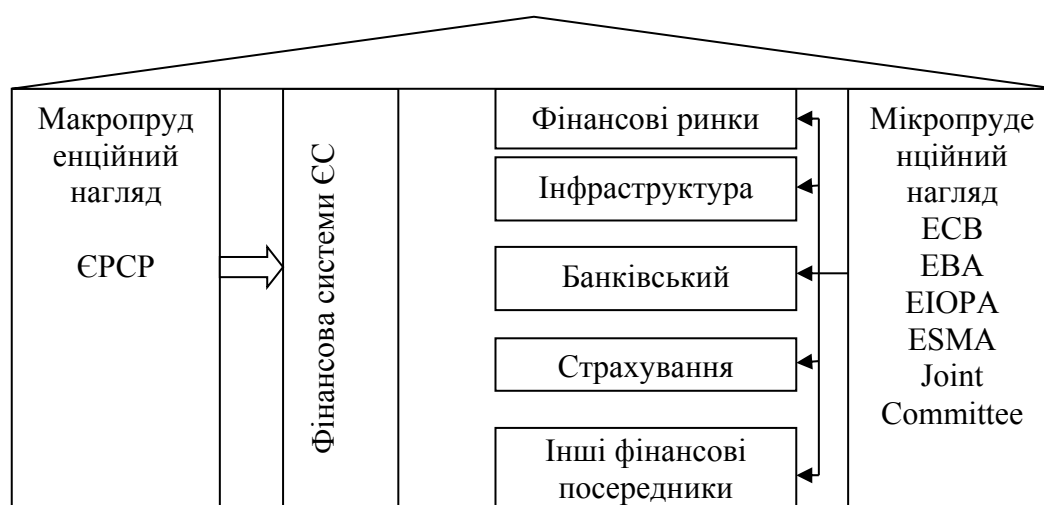 Макропруд
енційний
нагляд
ЄРСР
Фінансова системи ЄС
Фінансові ринки
Інфраструктура
Банківський
Страхування
Інші фінансові
посередники
Мікропруде
нційний
нагляд
ECB
EBA
EIOPA
ESMA
Joint
Committee